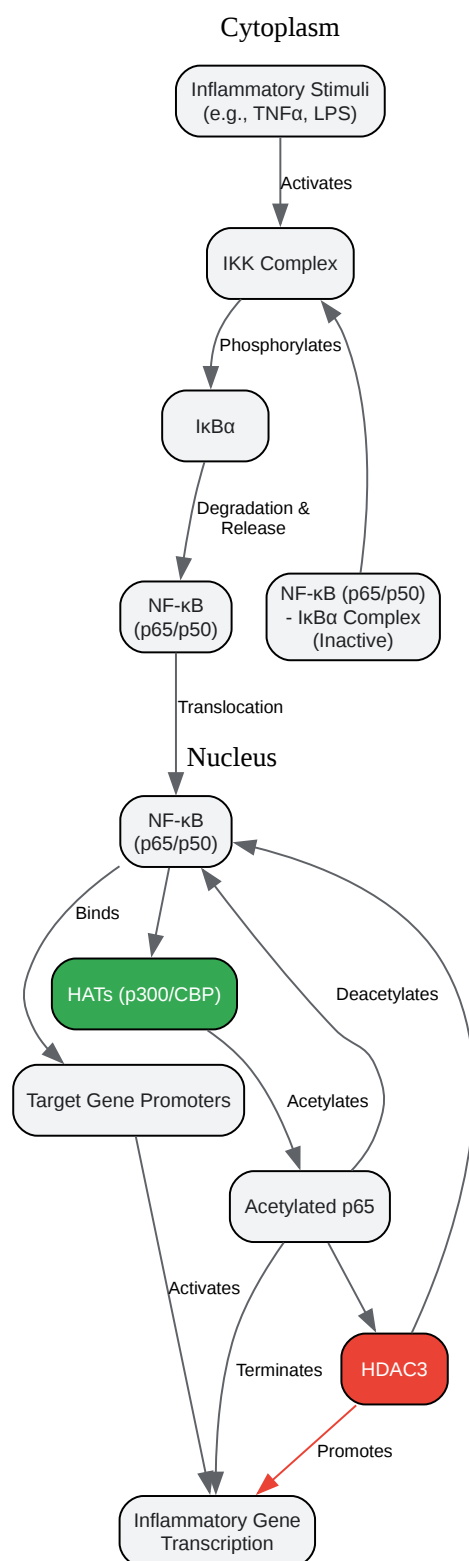 Cytoplasm
Inflammatory Stimuli
(e.g., TNFα, LPS)
Activates
IKK Complex
Phosphorylates
IκBα
Degradation &
Release
NF-κB
(p65/p50)
NF-κB (p65/p50)
- IκBα Complex
(Inactive)
Translocation
Nucleus
NF-κB
(p65/p50)
Binds
HATs (p300/CBP)
Deacetylates
Target Gene Promoters
Acetylates
Acetylated p65
Activates
Terminates
HDAC3
Promotes
Inflammatory Gene
Transcription